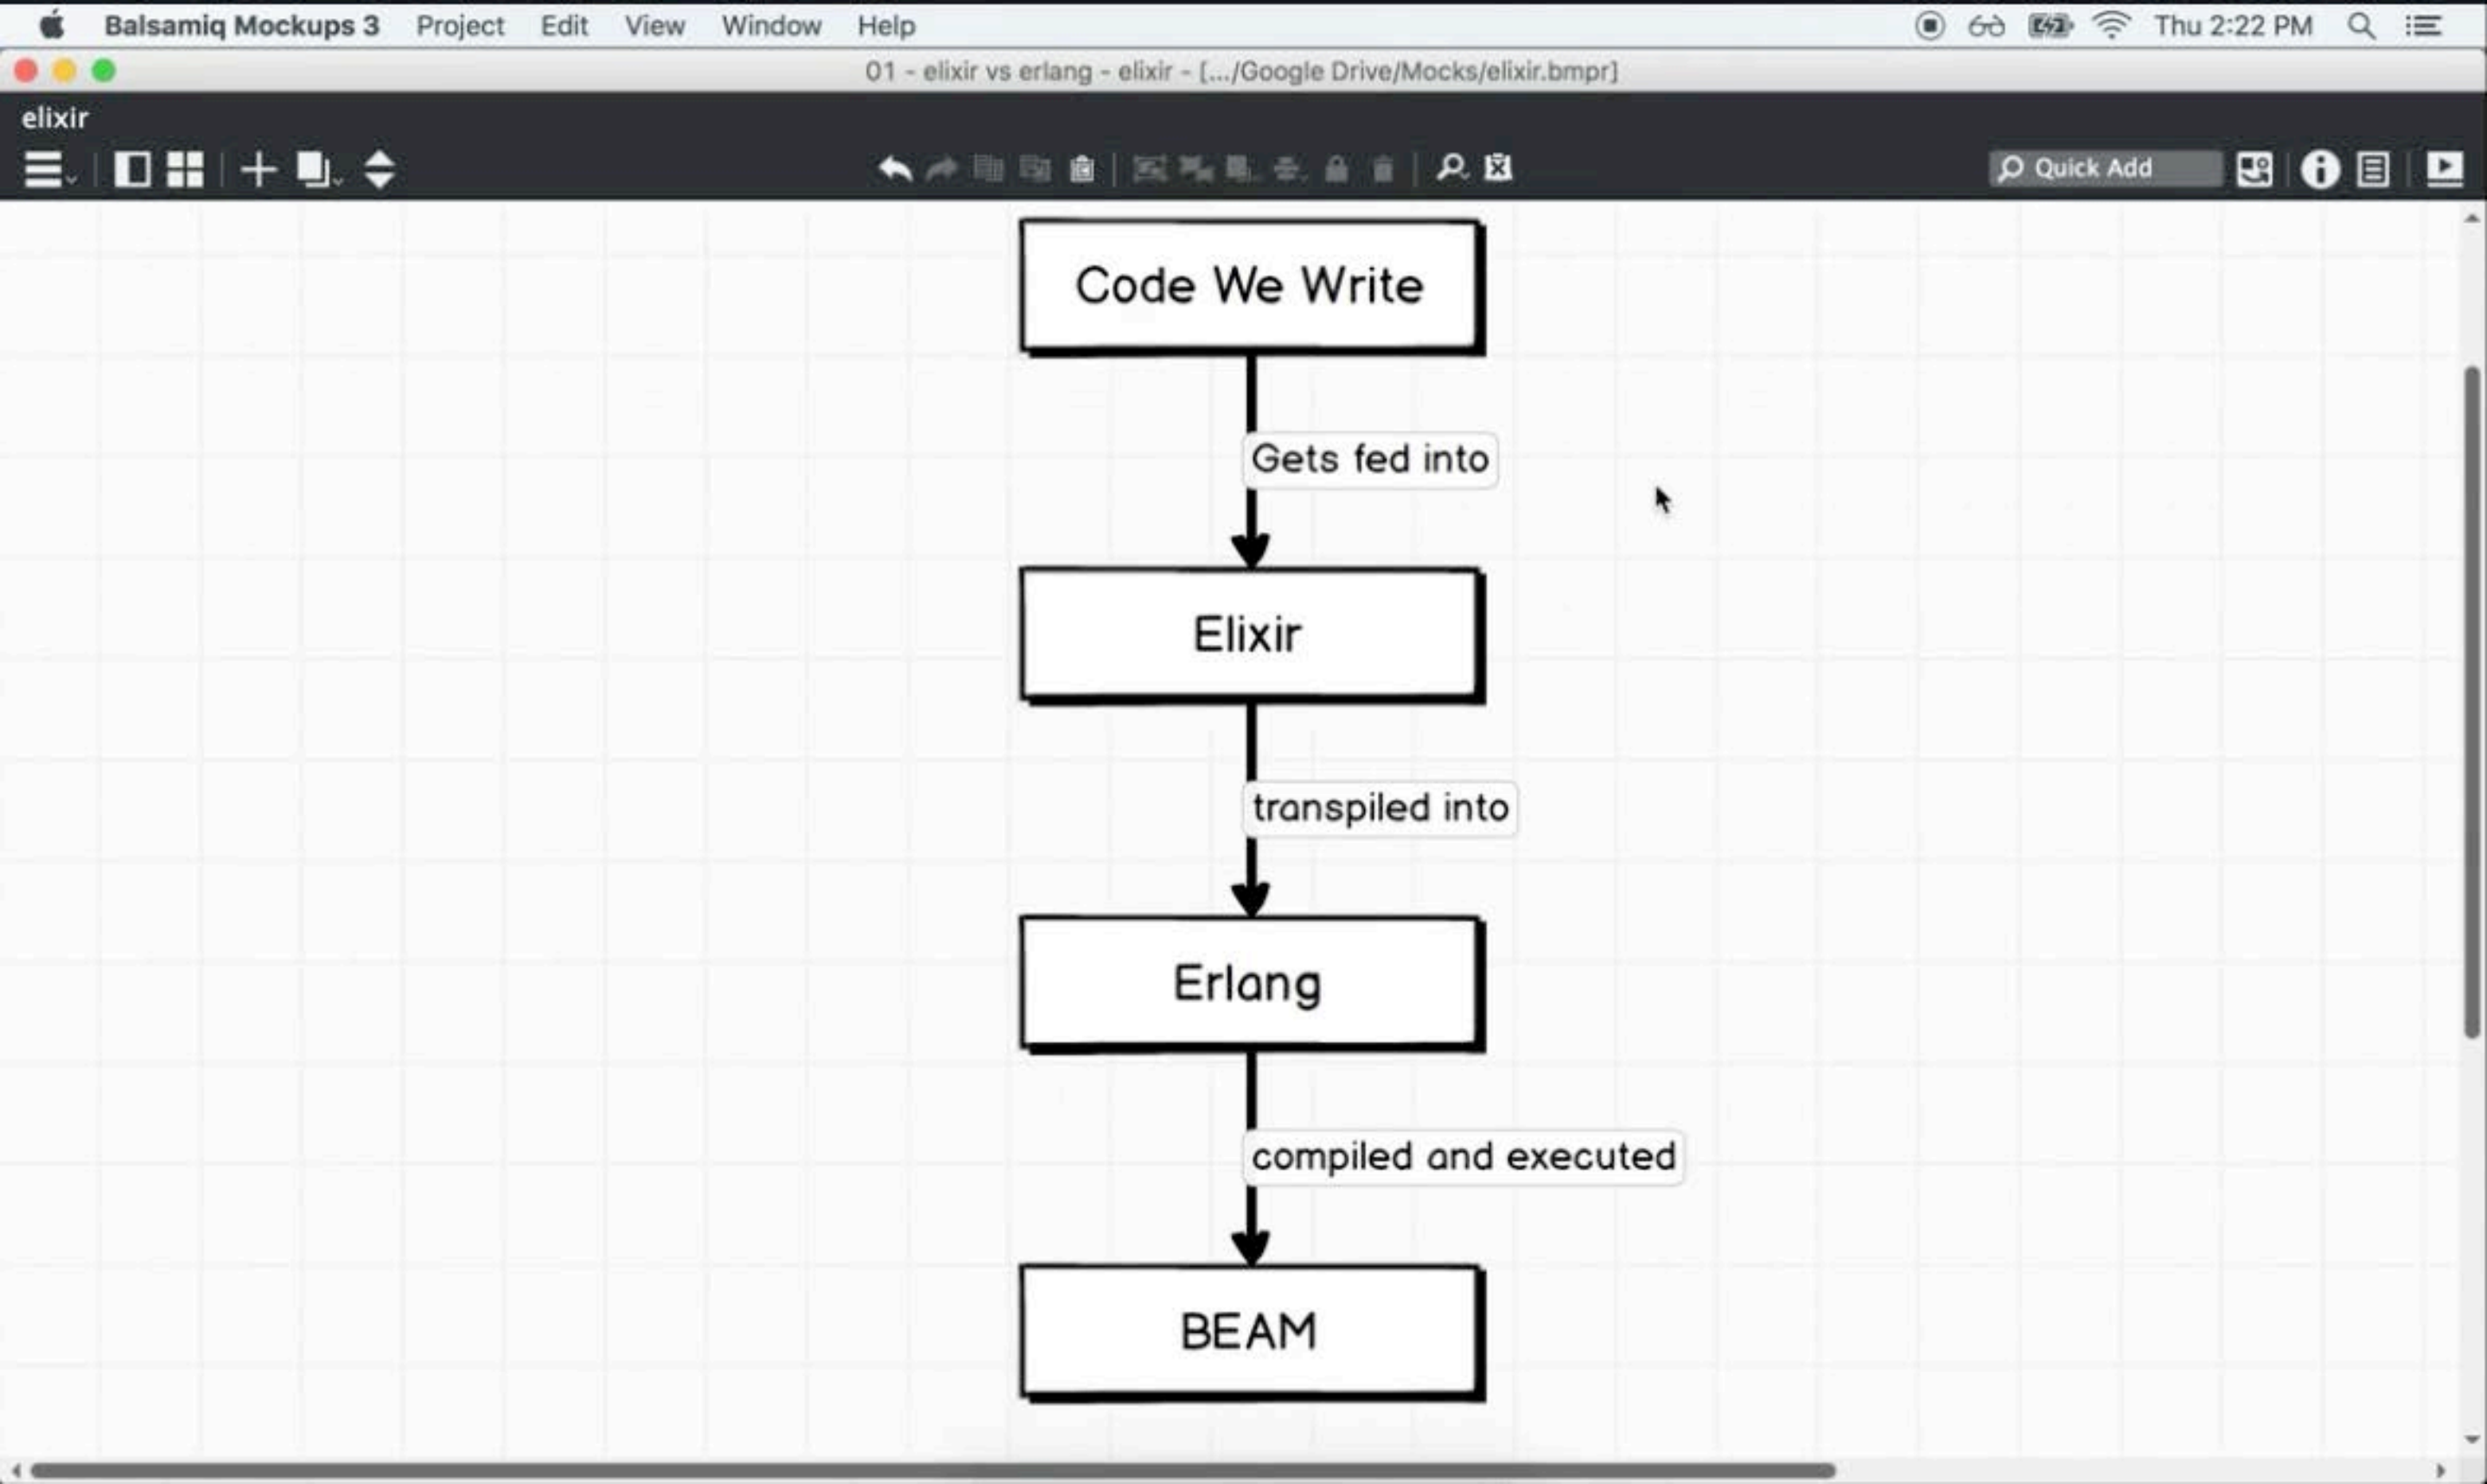 Balsamiq Mockups 3 Project Edit View Window Help Thu 2:22 PM
01 - elixir vs erlang - elixir - [.../Google Drive/Mocks/elixir.bmpr]
elixir
Quick Add
Code We Write
Gets fed into
Elixir
transpiled into
Erlang
compiled and executed
BEAM